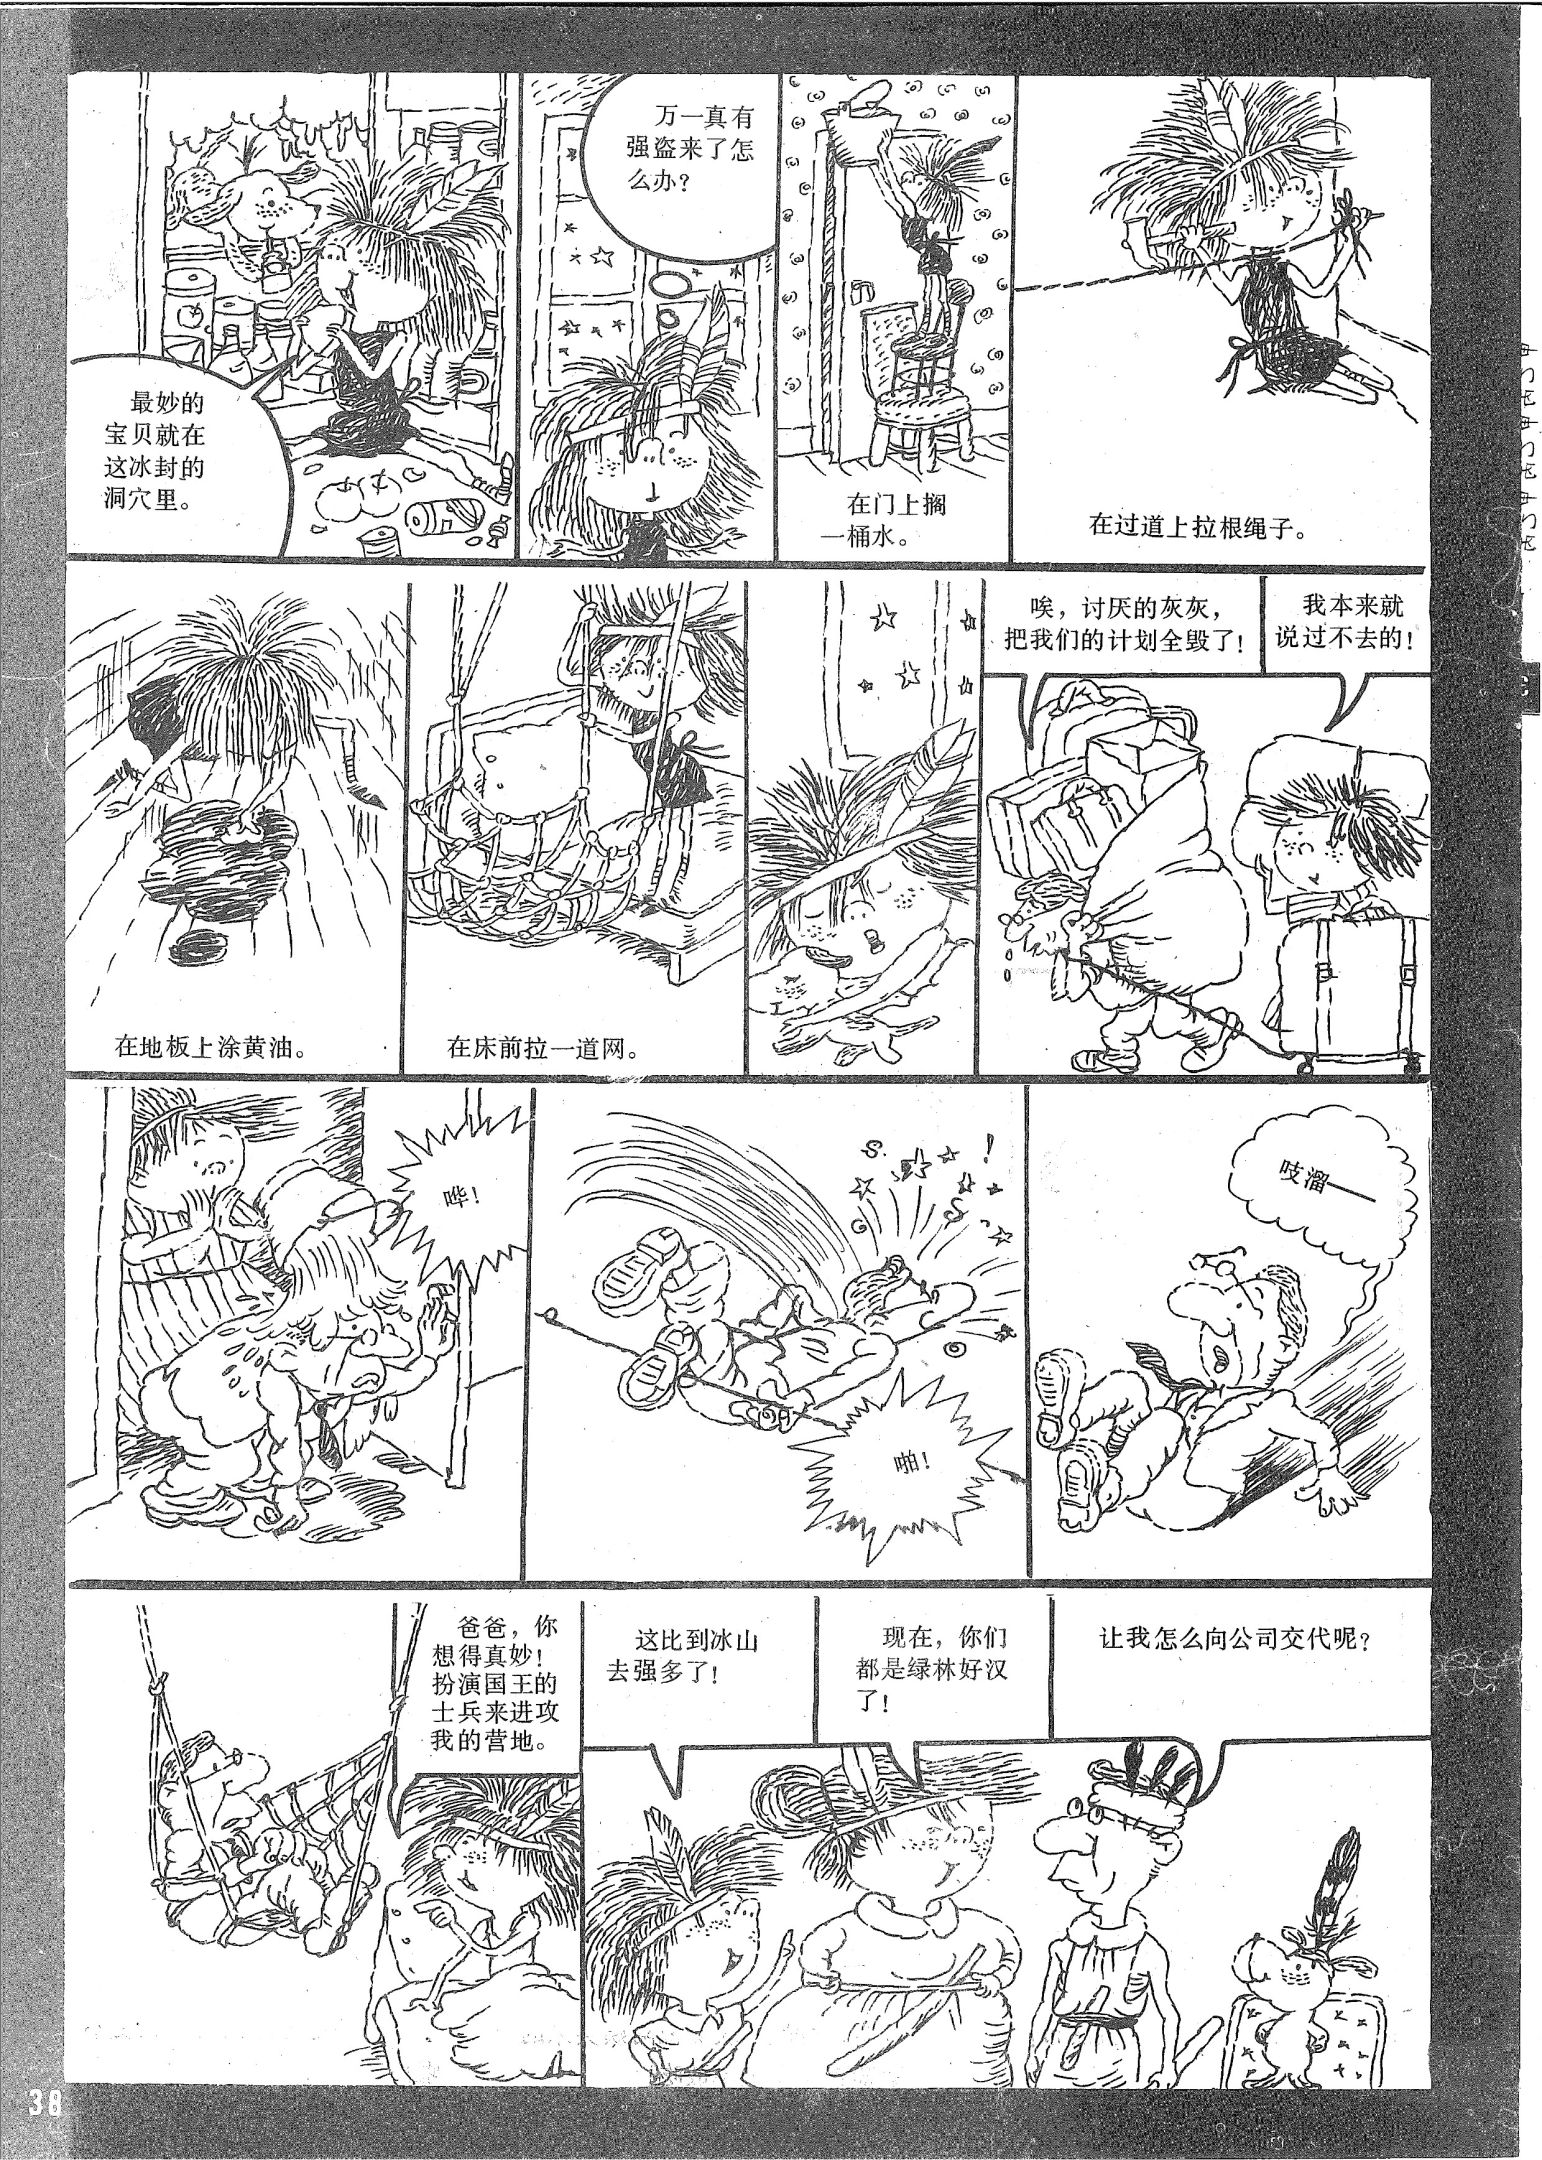 最妙的
宝贝就在
这冰封的
洞穴里。
万一真有
强盗来了怎
么办?
在门上搁
一桶水。
在过道上拉根绳子。
在地板上涂黄油。
在床前拉一道网。
唉，讨厌的灰灰，
把我们的计划全毁了!
我本来就
说过不去的!
哗!
S.
!
S.
啪!
吱溜——
爸爸，你
想得真妙!
扮演国王的
士兵来进攻
我的营地。
这比到冰山
去强多了!
现在，你们
都是绿林好汉
了!
让我怎么向公司交代呢?
38